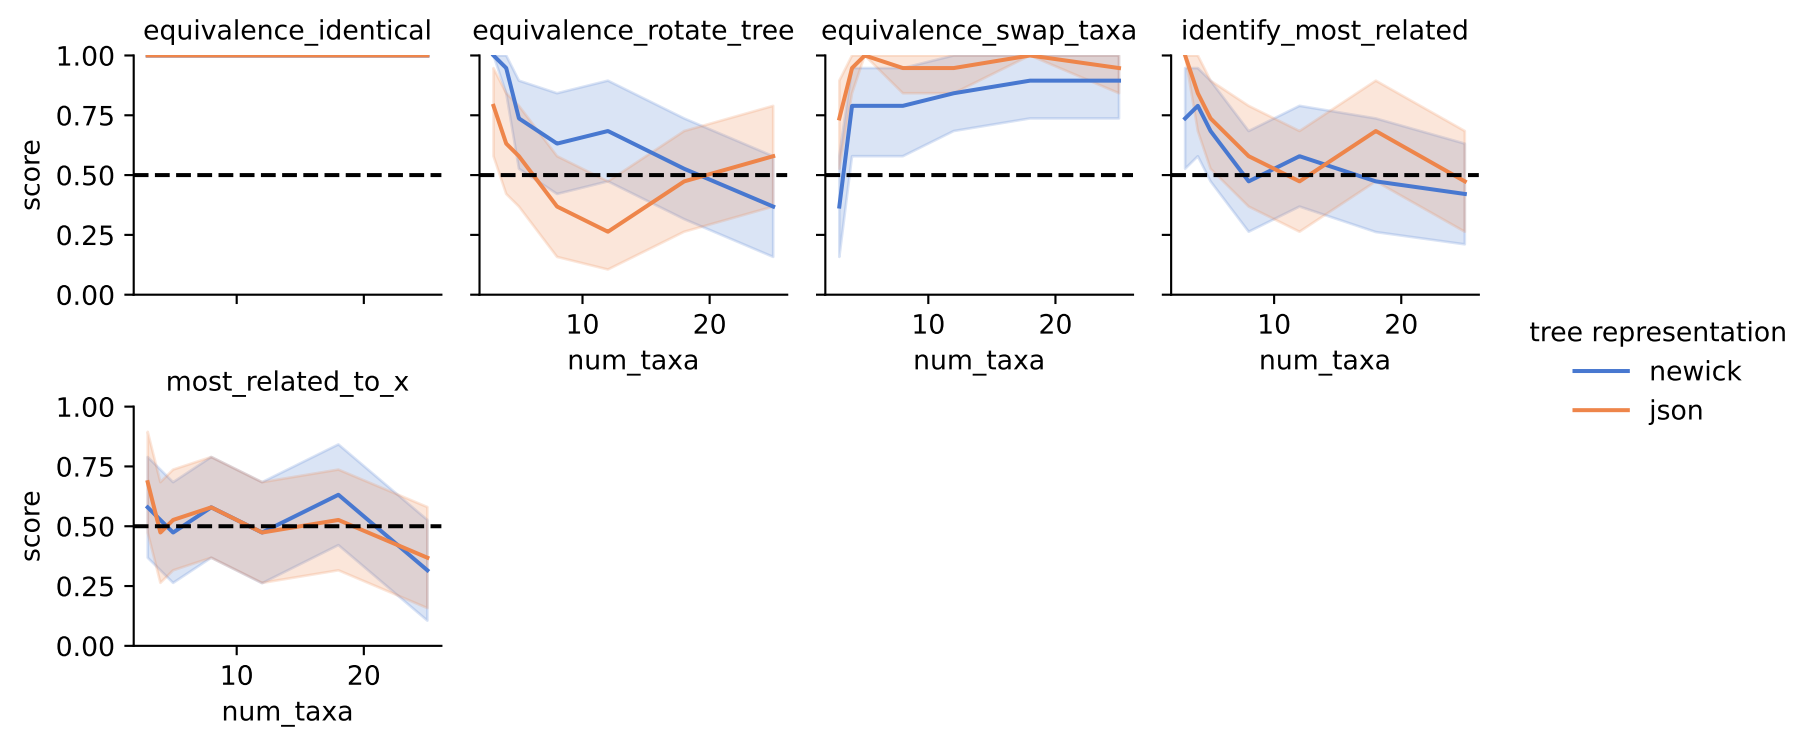 equivalence_identical
equivalence_rotate_tree
equivalence_swap_taxa
identify_most_related
score
1.00
0.75
0.50
0.25
0.00
10
20
num_taxa
10
20
num_taxa
10
20
num_taxa
tree representation
newick
json
most_related_to_x
score
1.00
0.75
0.50
0.25
0.00
10
20
num_taxa